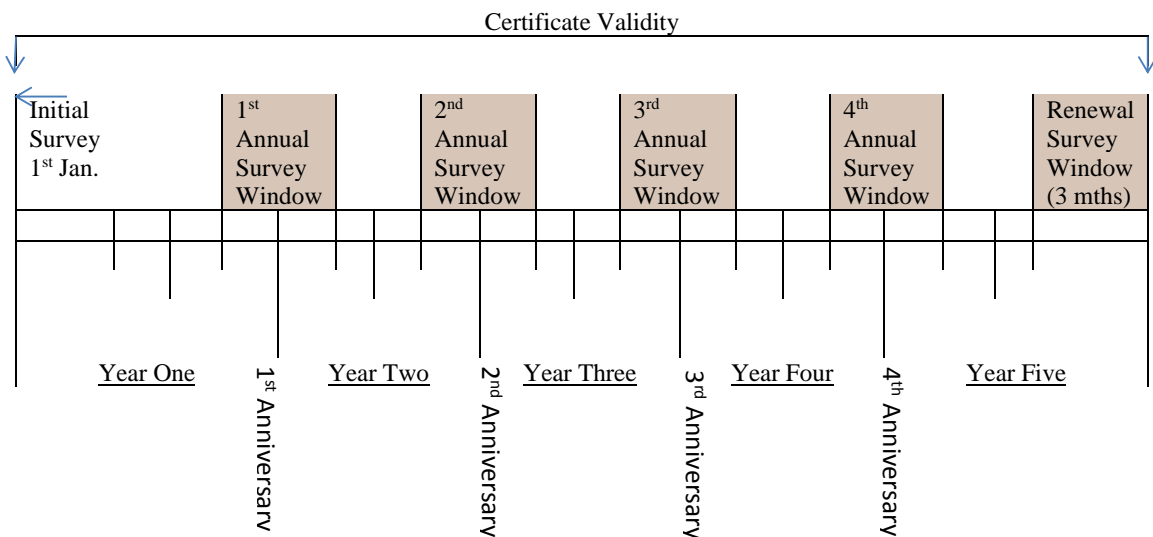 Certificate Validity
Initial
Survey
1st Jan.
1st
Annual
Survey
Window
2nd
Annual
Survey
Window
3rd
Annual
Survey
Window
4th
Annual
Survey
Window
Renewal
Survey
Window
(3 mths)
Year One
1st Anniversary
Year Two
2nd Anniversary
Year Three
3rd Anniversary
Year Four
4th Anniversary
Year Five